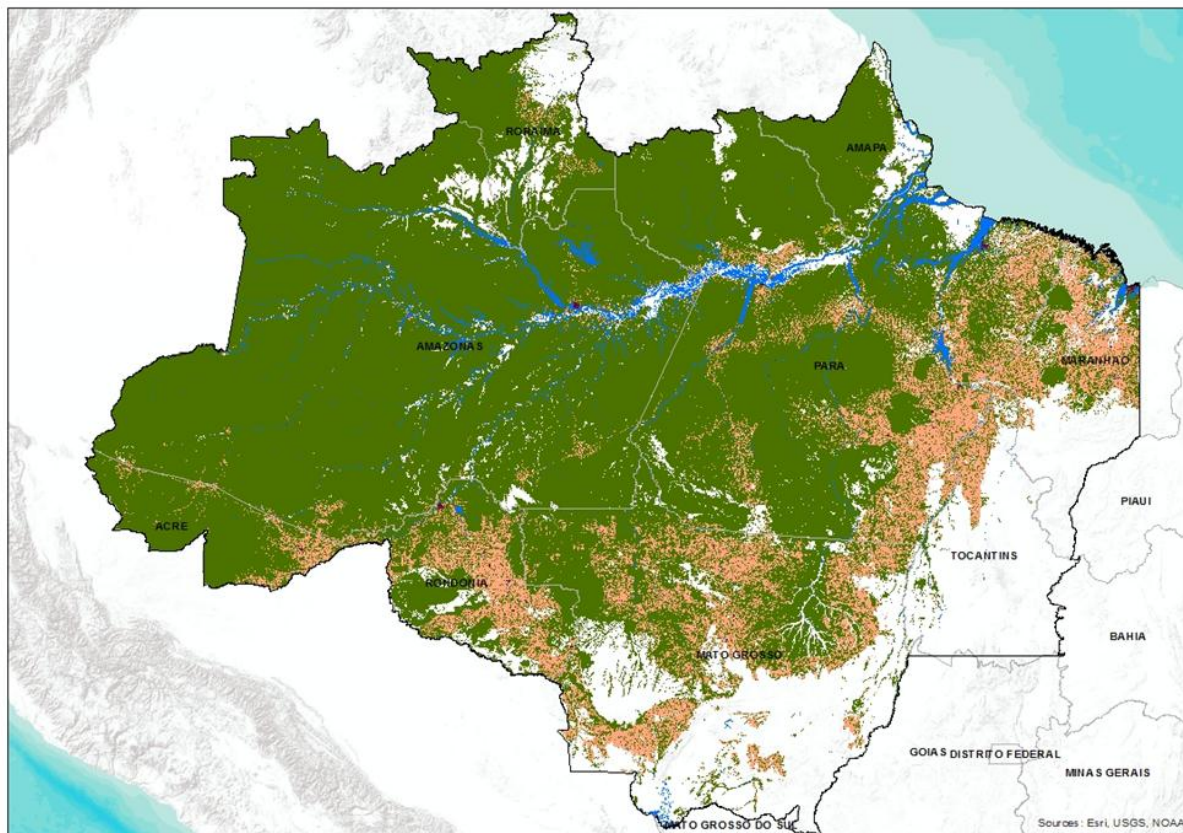 RORAIMA
AMAPA
AMAZONAS
PARA
MARANHAO
PIAUI
ACRE
TOCANTINS
RONDONIA
BAHIA
MATO GROSSO
GOIAS
DISTRITO FEDERAL
MINAS GERAIS
MATO GROSSO DO SUL
Sources: Esri, USGS, NOAA